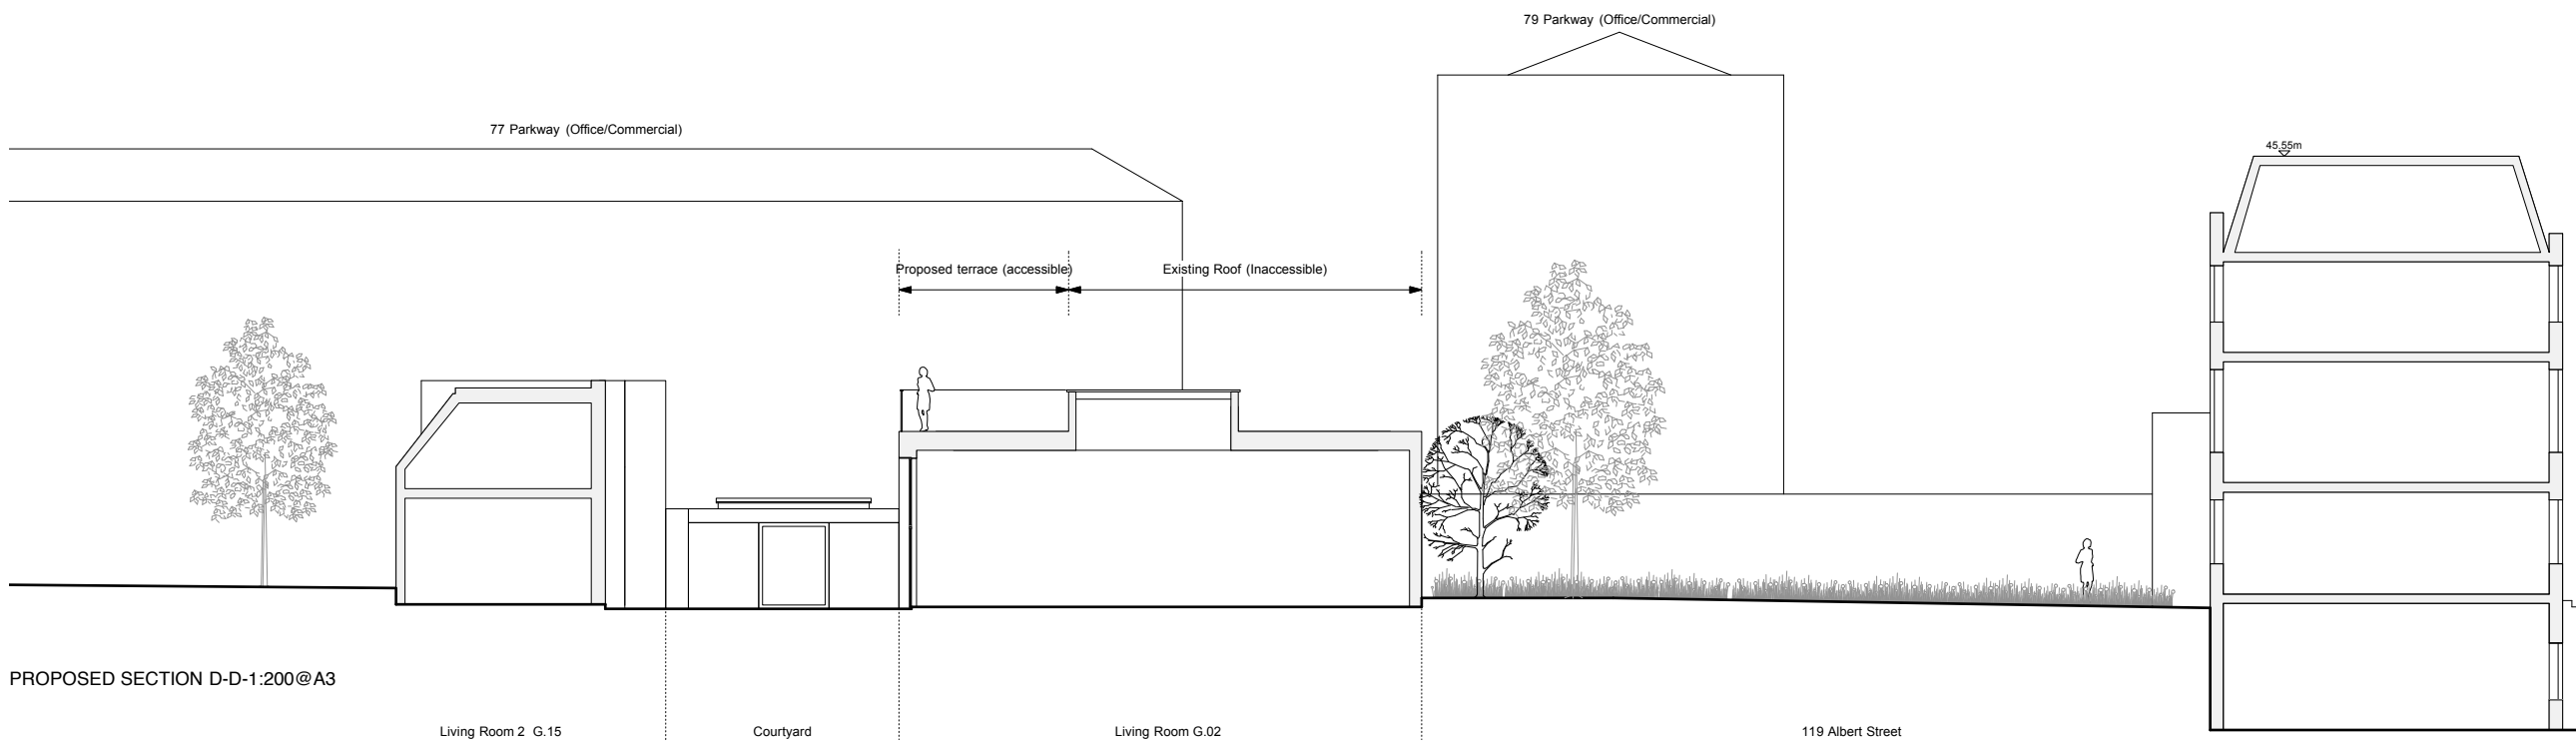 79 Parkway (Office/Commercial)
77 Parkway (Office/Commercial)
45.55m
Proposed terrace (accessible)
Existing Roof (Inaccessible)
PROPOSED SECTION D-D-1:200@A3
Living Room 2 G.15
Courtyard
Living Room G.02
119 Albert Street